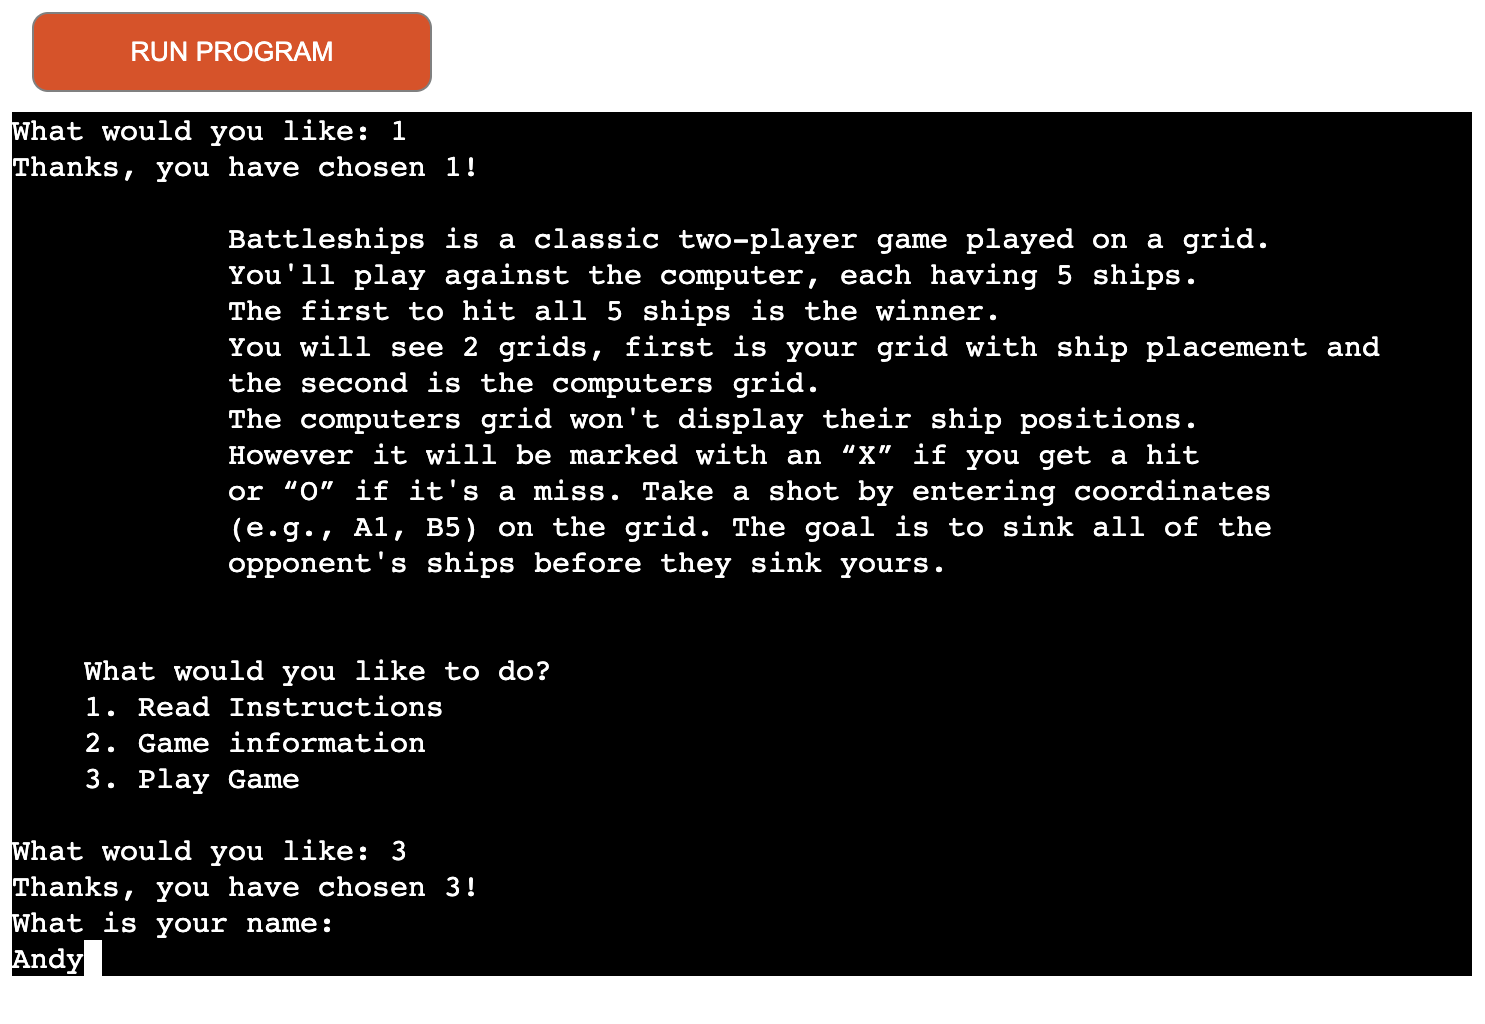 RUN PROGRAM
What would you like: 1
Thanks, you have chosen 1!
Battleships is a classic two-player game played on a grid.
You'll play against the computer, each having 5 ships.
The first to hit all 5 ships is the winner.
You will see 2 grids, first is your grid with ship placement and
the second is the computers grid.
The computers grid won't display their ship positions.
However it will be marked with an “X” if you get a hit
or “O” if it's a miss. Take a shot by entering coordinates
(e.g., A1, B5) on the grid. The goal is to sink all of the
opponent's ships before they sink yours.
What would you like to do?
1. Read Instructions
2. Game information
3. Play Game
What would you like: 3
Thanks, you have chosen 3!
What is your name:
Andy